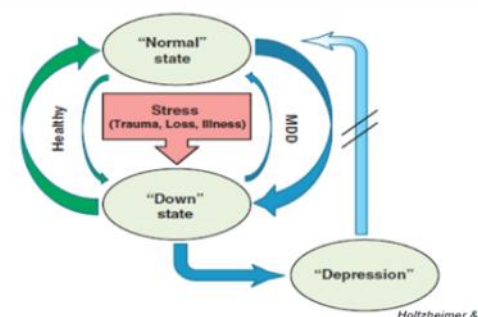 "Normal"
state
Healthy
Stress
(Trauma, Loss, Illness)
MDD
"Down"
state
"Depression"
Holtzheimer &